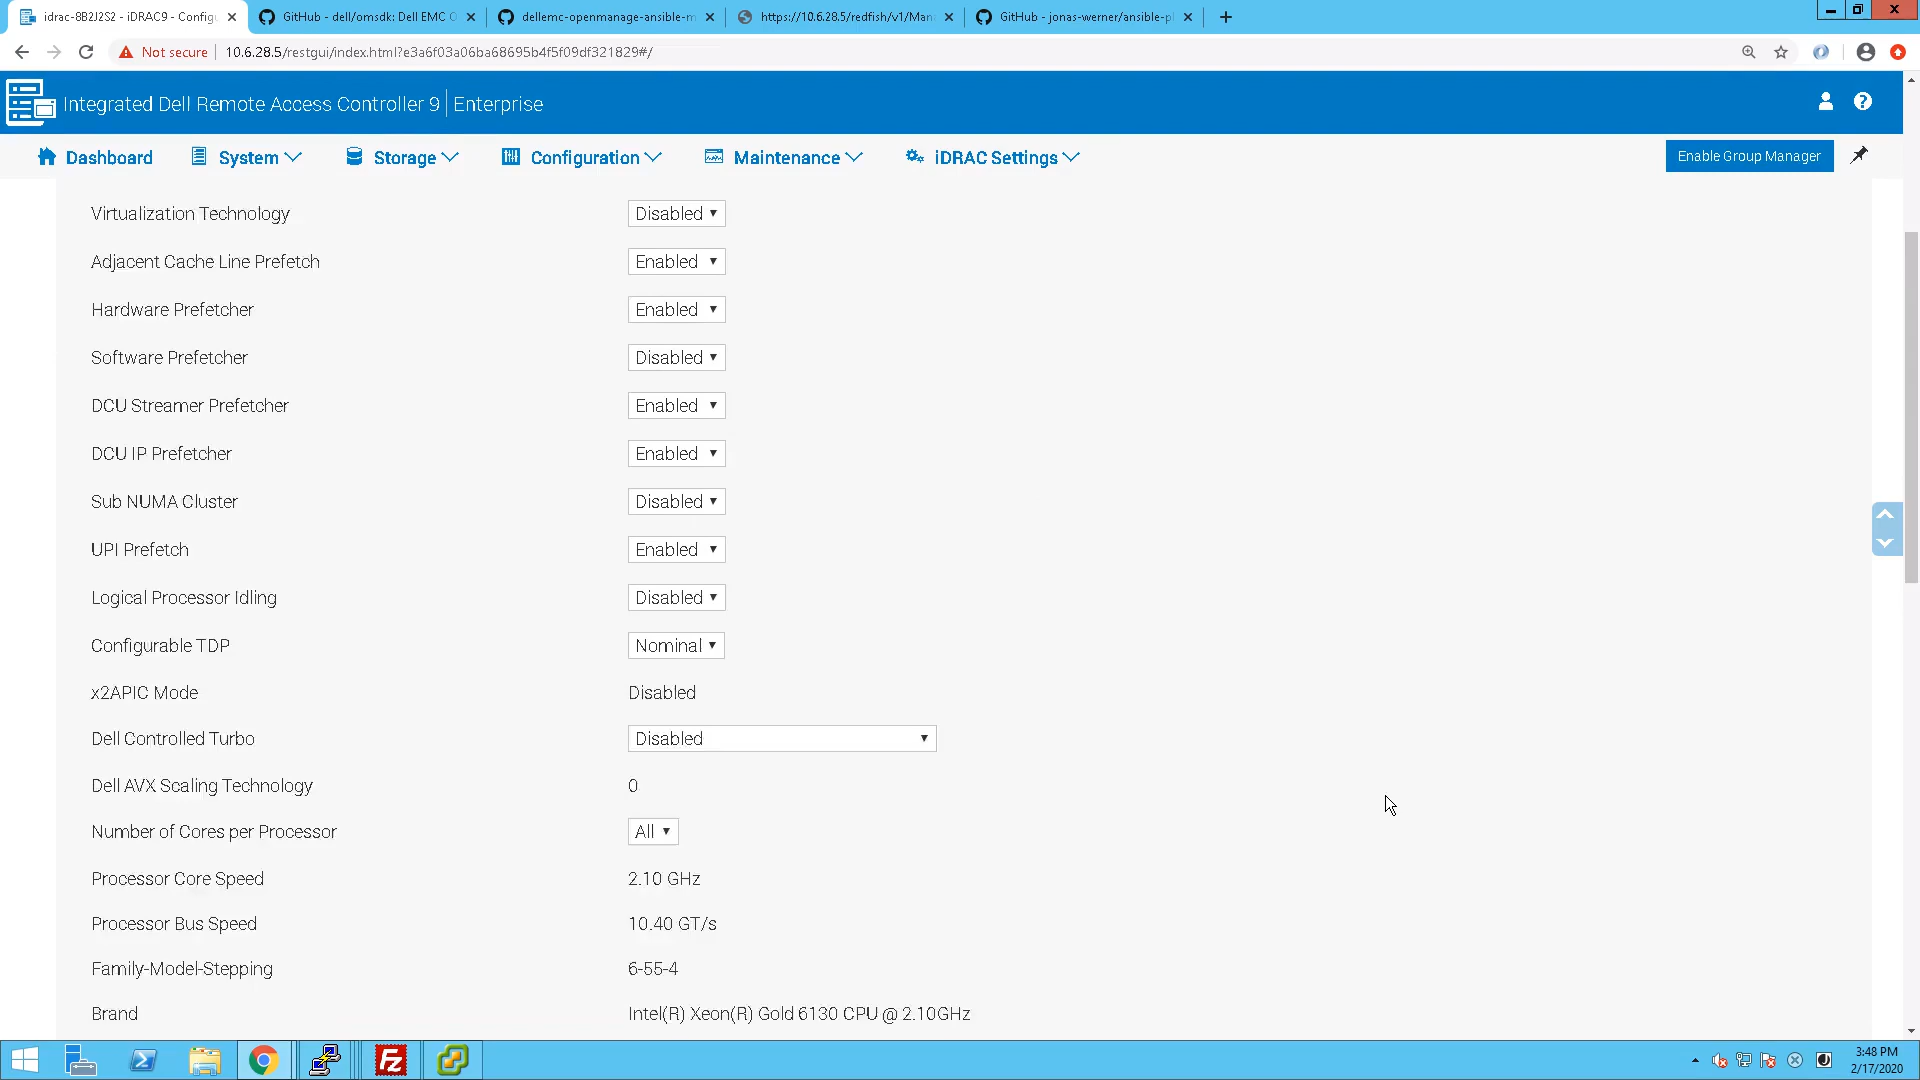 idrac-8B2J2S2 - iDRAC9 - Configu
GitHub - dell/omsdk: Dell EMC O
dellemc-openmanage-ansible-m
https://10.6.28.5/redfish/v1/Man
GitHub - jonas-werner/ansible-pl
Not secure
10.6.28.5/restgui/index.html?e3a6f03a06ba68695b4f5f09df321829#/
Integrated Dell Remote Access Controller 9 | Enterprise
Dashboard
System
Storage
Configuration
Maintenance
iDRAC Settings
Enable Group Manager
Virtualization Technology Disabled
Adjacent Cache Line Prefetch Enabled
Hardware Prefetcher Enabled
Software Prefetcher Disabled
DCU Streamer Prefetcher Enabled
DCU IP Prefetcher Enabled
Sub NUMA Cluster Disabled
UPI Prefetch Enabled
Logical Processor Idling Disabled
Configurable TDP Nominal
x2APIC Mode Disabled
Dell Controlled Turbo Disabled
Dell AVX Scaling Technology 0
Number of Cores per Processor All
Processor Core Speed 2.10 GHz
Processor Bus Speed 10.40 GT/s
Family-Model-Stepping 6-55-4
Brand Intel(R) Xeon(R) Gold 6130 CPU @ 2.10GHz
Fz
3:48 PM
2/17/2020